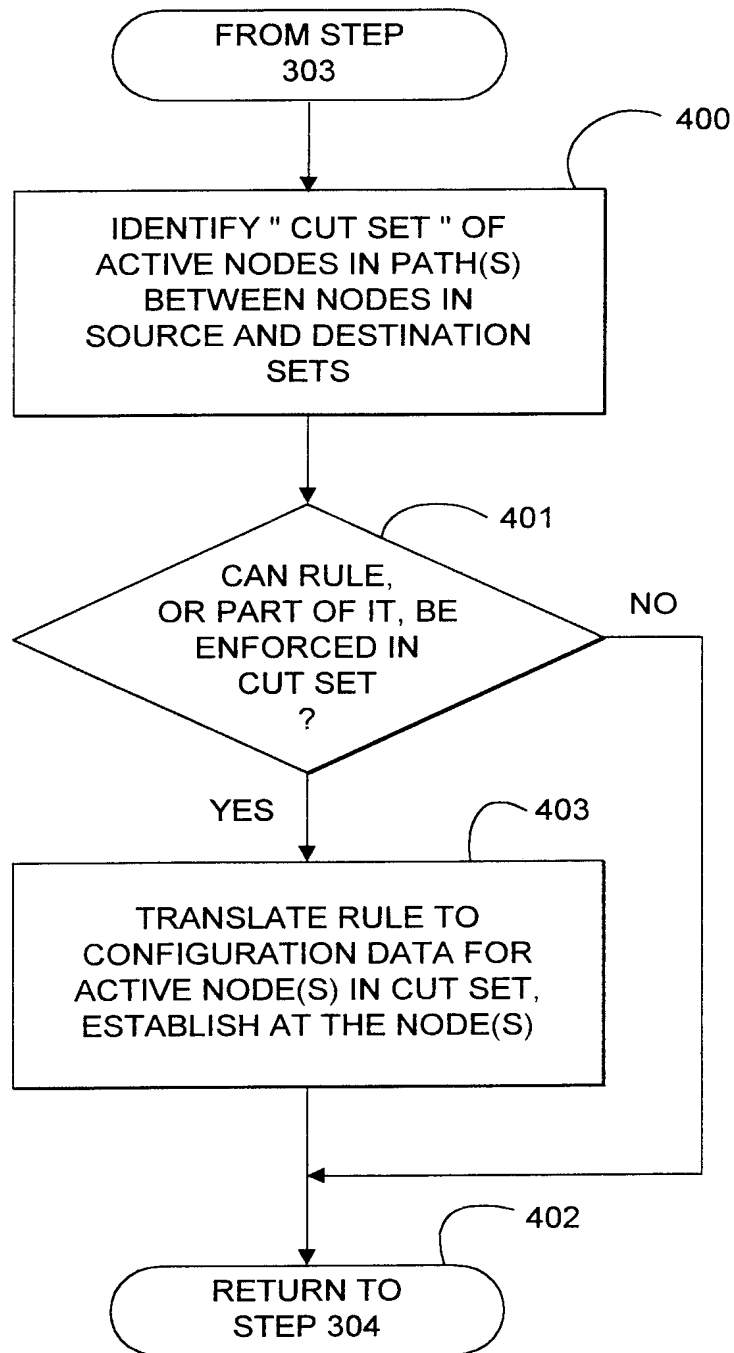 FROM STEP
303
400
IDENTIFY " CUT SET " OF
ACTIVE NODES IN PATH(S)
BETWEEN NODES IN
SOURCE AND DESTINATION
SETS
401
CAN RULE,
OR PART OF IT, BE
ENFORCED IN
CUT SET
?
NO
YES
403
TRANSLATE RULE TO
CONFIGURATION DATA FOR
ACTIVE NODE(S) IN CUT SET,
ESTABLISH AT THE NODE(S)
402
RETURN TO
STEP 304